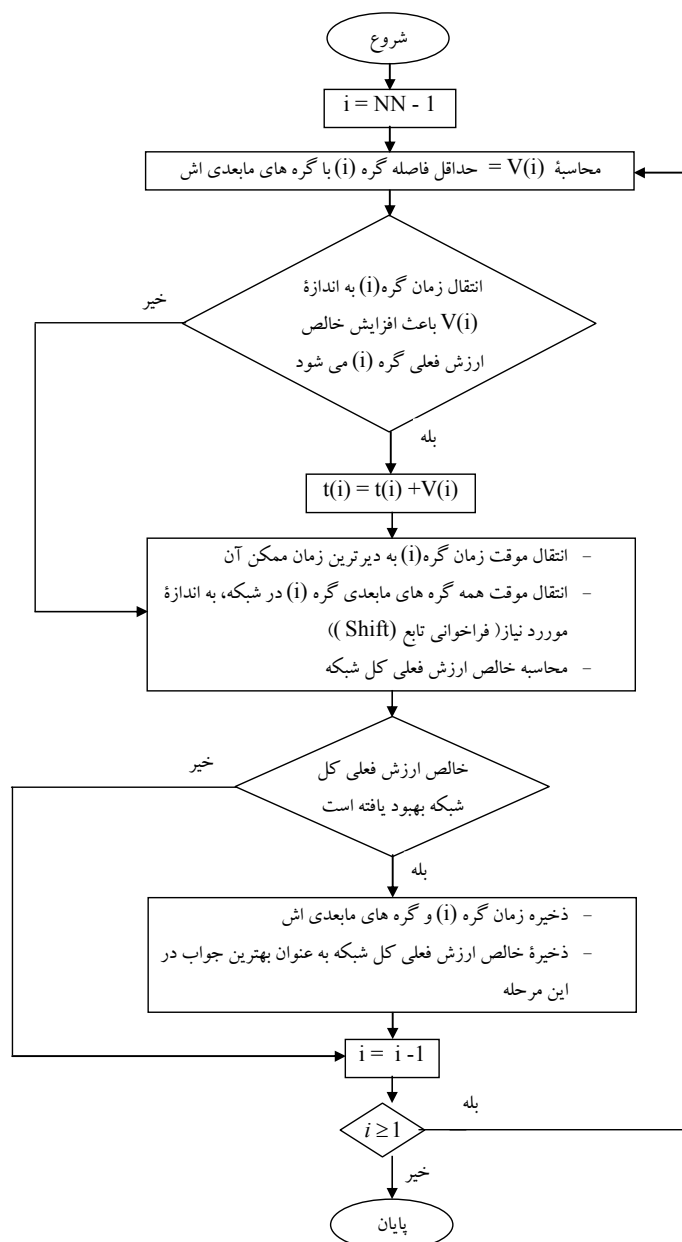 شروع
i = NN - 1
محاسبهٔ V(i) = حداقل فاصله گره (i) با گره های مابعدی اش
انتقال زمان گره(i) به اندازهٔ
V(i) باعث افزایش خالص
ارزش فعلی گره (i) می شود
خیر
بله
t(i) = t(i) +V(i)
- انتقال موقت زمان گره(i) به دیرترین زمان ممکن آن
- انتقال موقت همه گره های مابعدی گره (i) در شبکه، به اندازهٔ
موررد نیاز( فراخوانی تابع (Shift ))
- محاسبه خالص ارزش فعلی کل شبکه
خالص ارزش فعلی کل
شبکه بهبود یافته است
خیر
بله
- ذخیره زمان گره (i) و گره های مابعدی اش
- ذخیرهٔ خالص ارزش فعلی کل شبکه به عنوان بهترین جواب در
این مرحله
i = i -1
i ≥ 1
بله
خیر
پایان